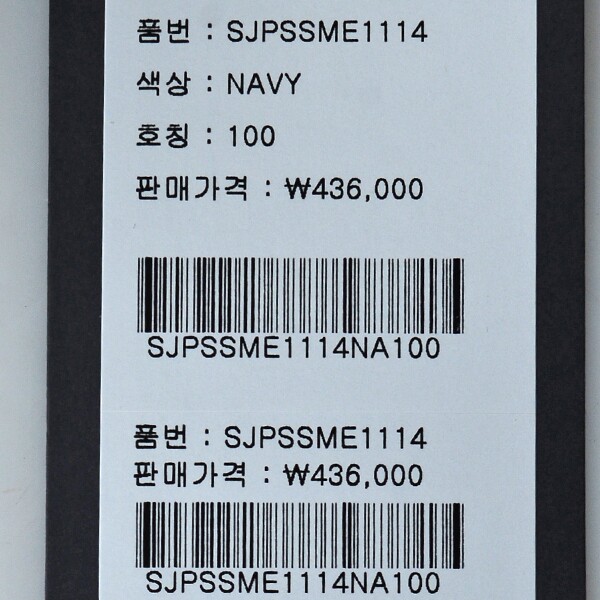 품번 : SJPSSME1114
색상 : NAVY
호칭 : 100
판매가격 : ₩436,000
SJPSSME1114NA100
품번 : SJPSSME1114
판매가격 : ₩436,000
SJPSSME1114NA100